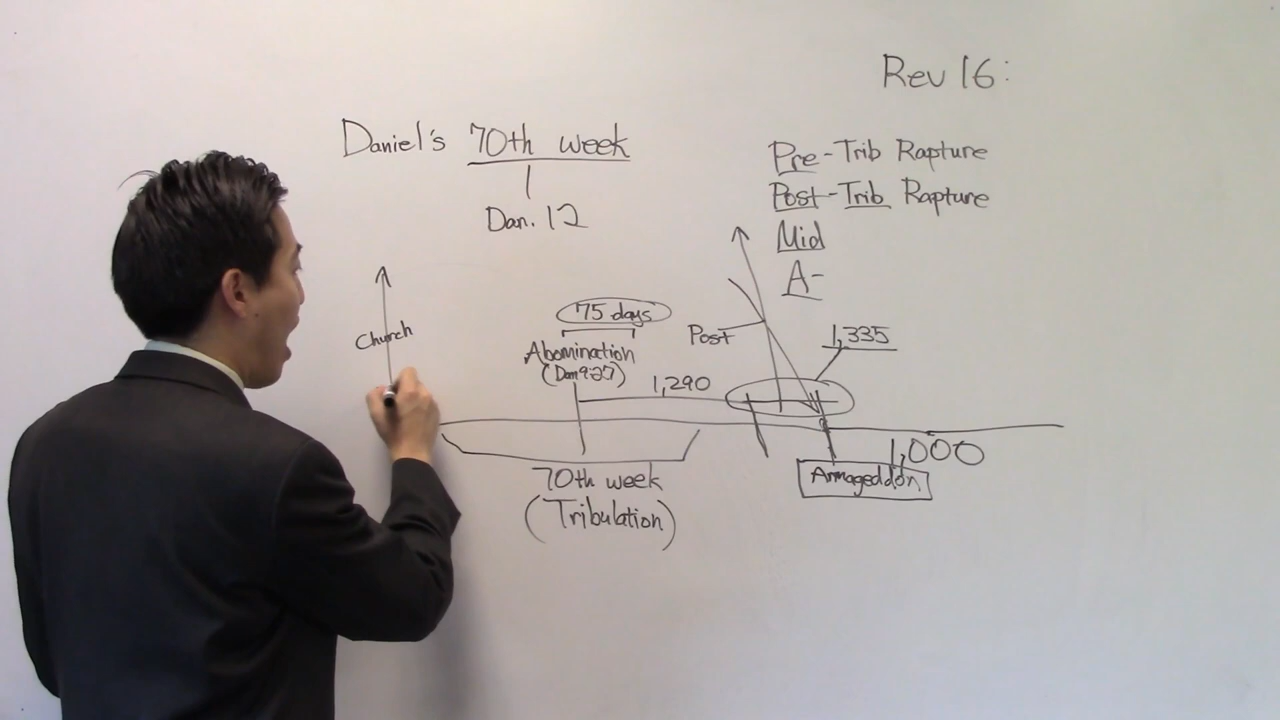 Rev 16:
Daniel's 70th week
Dan. 12
Pre-Trib Rapture
Post-Trib Rapture
Mid
A-
Church
75 days
Abomination
(Dan 9:27)
1,290
Post
1,335
70th week
(Tribulation)
1,000
Armageddon